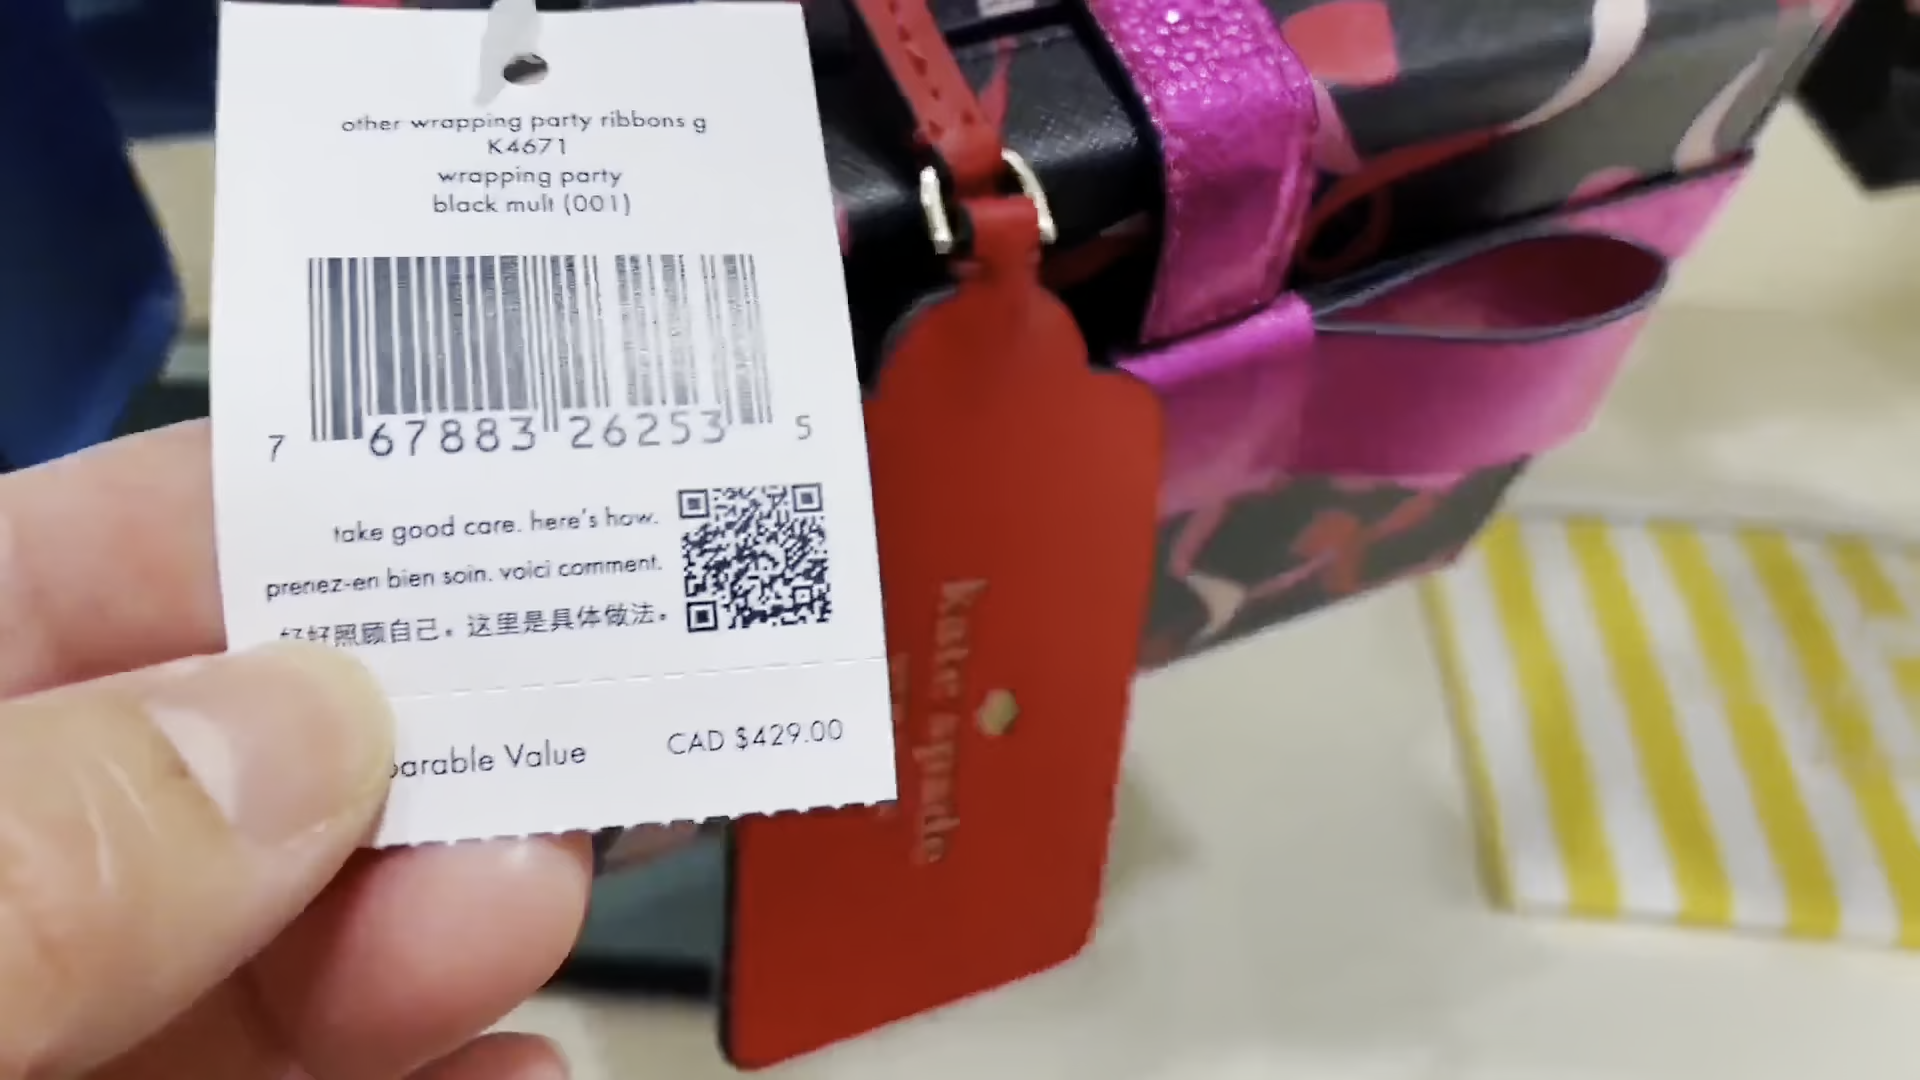 other wrapping party ribbons g
K4671
wrapping party
black mult (001)
7 67883 26253 5
take good care. here's how.
prenez-en bien soin. voici comment.
好好照顾自己。这里是具体做法。
parable Value CAD $429.00
kate spade